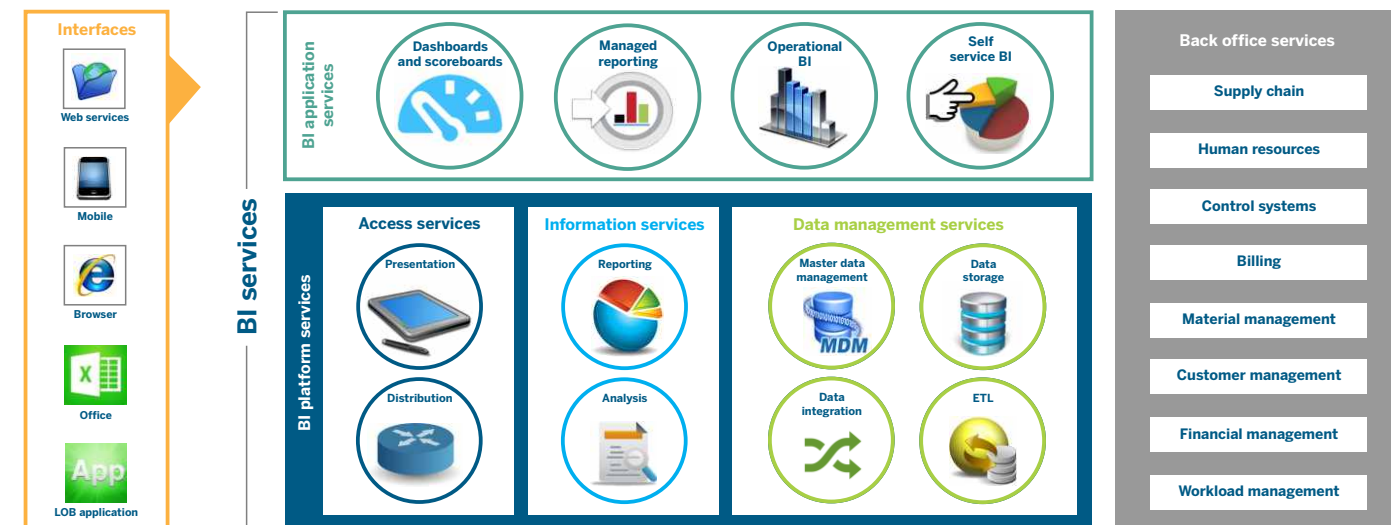 Interfaces
Web services
Mobile
Browser
X
Office
App
LOB application
BI services
BI application
services
Dashboards
and scoreboards
Managed
reporting
Operational
BI
Self
service BI
BI platform services
Access services
Presentation
Distribution
Information services
Reporting
Analysis
Data management services
Master data
management
MDM
Data
storage
Data
integration
ETL
Back office services
Supply chain
Human resources
Control systems
Billing
Material management
Customer management
Financial management
Workload management